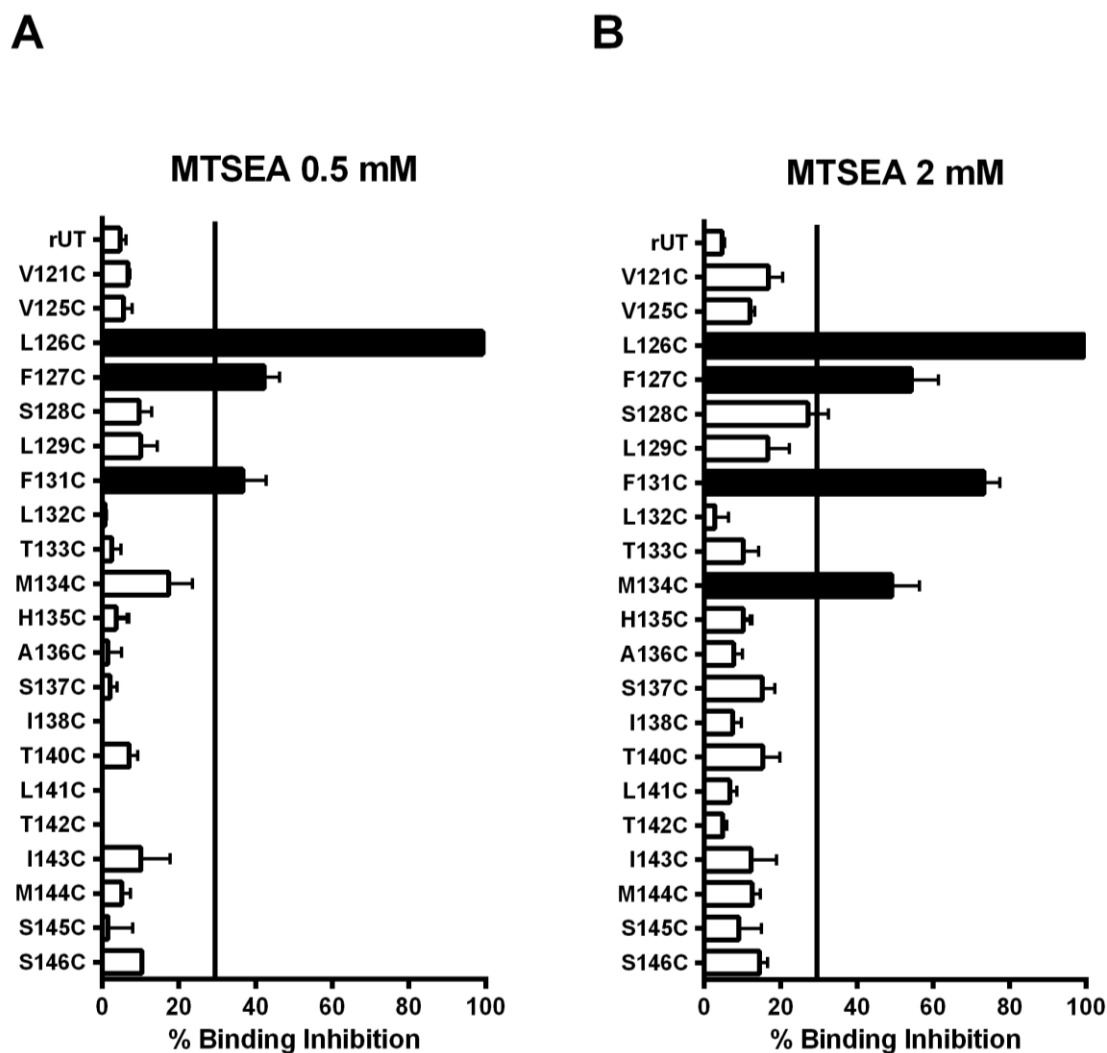 A
MTSEA 0.5 mM
rUT
V121C
V125C
L126C
F127C
S128C
L129C
F131C
L132C
T133C
M134C
H135C
A136C
S137C
I138C
T140C
L141C
T142C
I143C
M144C
S145C
S146C
0 20 40 60 80 100
% Binding Inhibition
B
MTSEA 2 mM
rUT
V121C
V125C
L126C
F127C
S128C
L129C
F131C
L132C
T133C
M134C
H135C
A136C
S137C
I138C
T140C
L141C
T142C
I143C
M144C
S145C
S146C
0 20 40 60 80 100
% Binding Inhibition